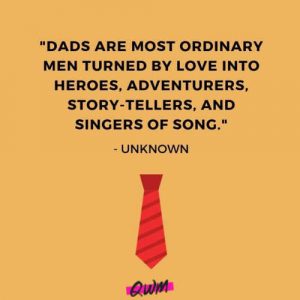 "DADS ARE MOST ORDINARY
MEN TURNED BY LOVE INTO
HEROES, ADVENTURERS,
STORY-TELLERS, AND
SINGERS OF SONG."
- UNKNOWN
QWM